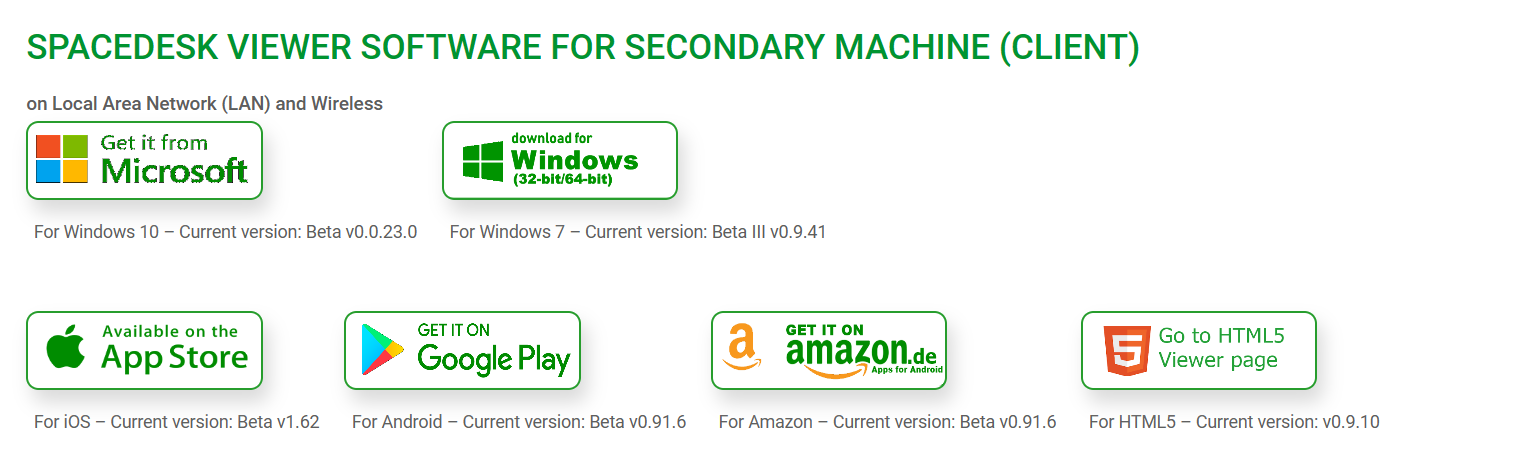 SPACEDESK VIEWER SOFTWARE FOR SECONDARY MACHINE (CLIENT)
on Local Area Network (LAN) and Wireless
Get it from
Microsoft
download for
Windows
(32-bit/64-bit)
For Windows 10 – Current version: Beta v0.0.23.0
For Windows 7 – Current version: Beta III v0.9.41
Available on the
App Store
GET IT ON
Google Play
a
GET IT ON
amazon.de
Apps for Android
5
Go to HTML5
Viewer page
For iOS – Current version: Beta v1.62
For Android – Current version: Beta v0.91.6
For Amazon – Current version: Beta v0.91.6
For HTML5 – Current version: v0.9.10